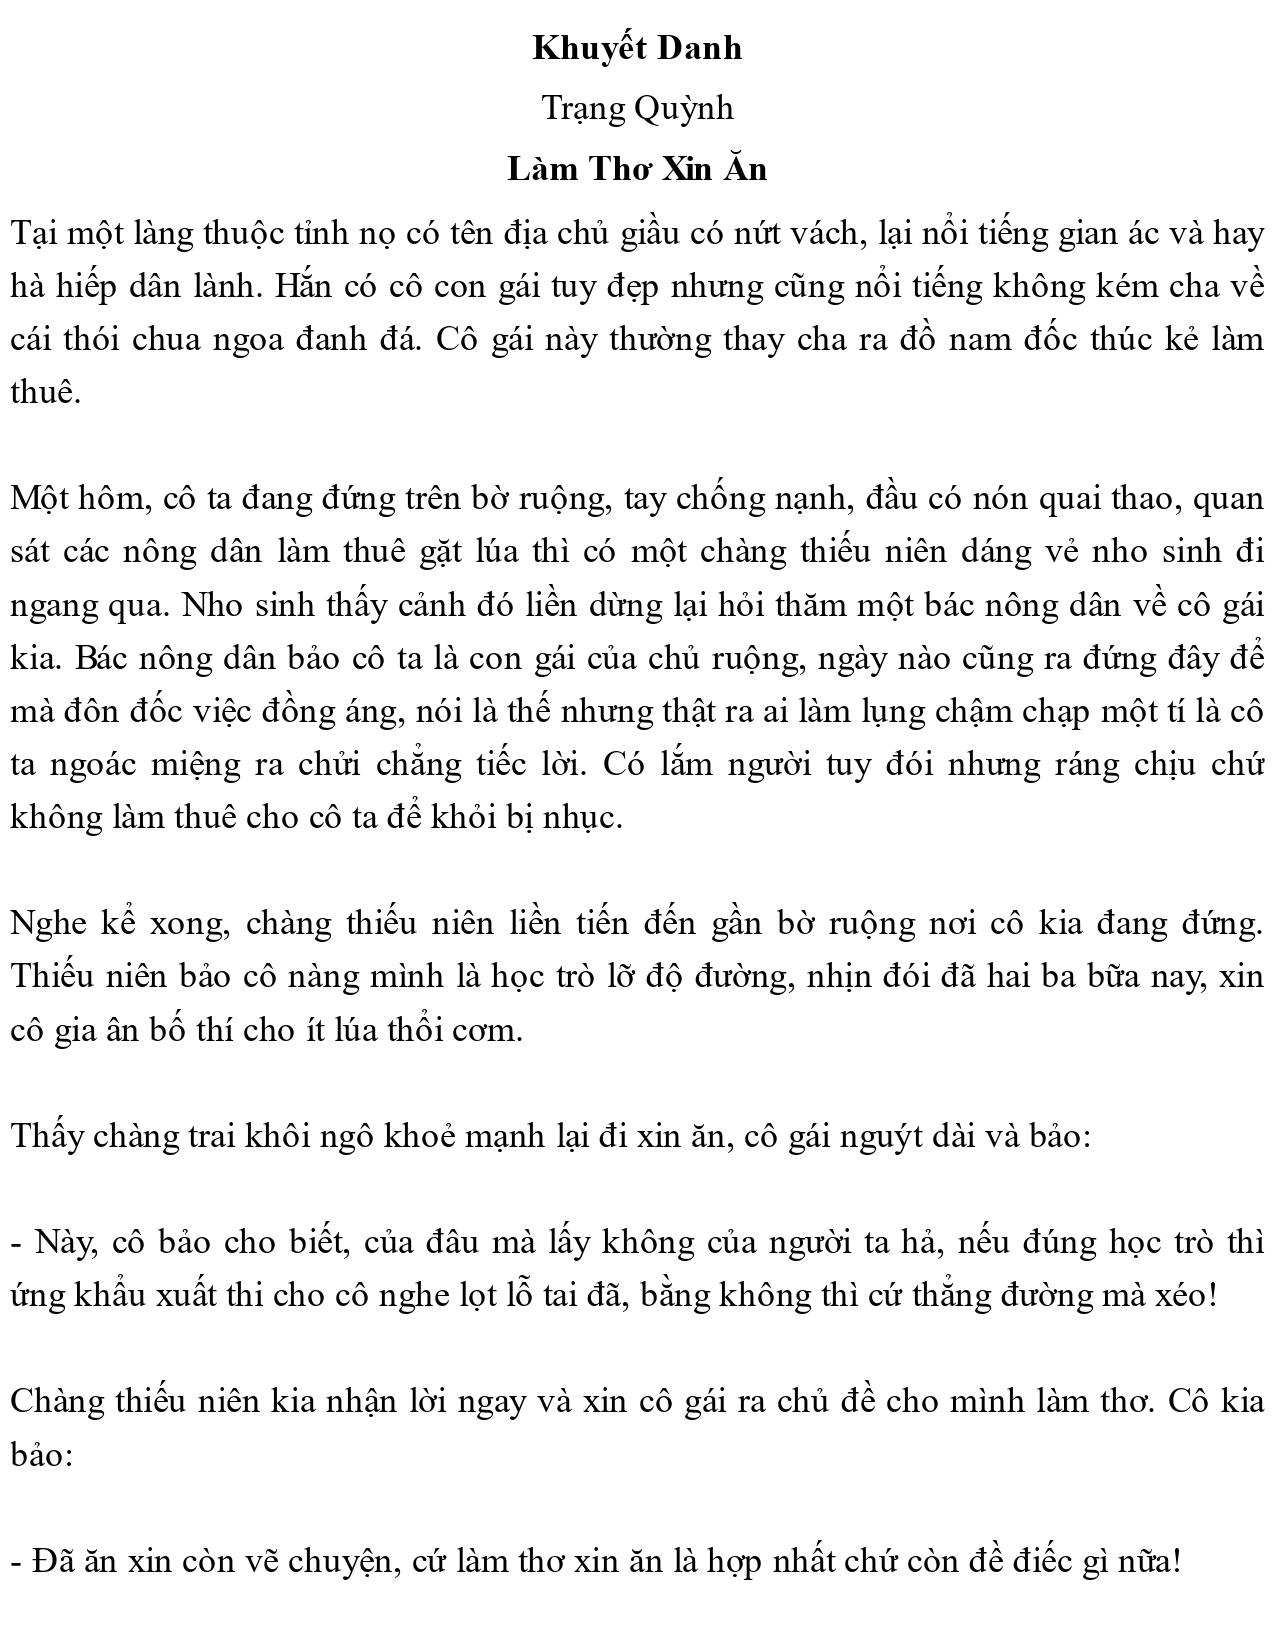 Khuyết Danh
Trạng Quỳnh
Làm Thơ Xin Ăn
Tại một làng thuộc tỉnh nọ có tên địa chủ giầu có nứt vách, lại nổi tiếng gian ác và hay
hà hiếp dân lành. Hắn có cô con gái tuy đẹp nhưng cũng nổi tiếng không kém cha về
cái thói chua ngoa đanh đá. Cô gái này thường thay cha ra đồ nam đốc thúc kẻ làm
thuê.
Một hôm, cô ta đang đứng trên bờ ruộng, tay chống nạnh, đầu có nón quai thao, quan
sát các nông dân làm thuê gặt lúa thì có một chàng thiếu niên dáng vẻ nho sinh đi
ngang qua. Nho sinh thấy cảnh đó liền dừng lại hỏi thăm một bác nông dân về cô gái
kia. Bác nông dân bảo cô ta là con gái của chủ ruộng, ngày nào cũng ra đứng đây để
mà đôn đốc việc đồng áng, nói là thế nhưng thật ra ai làm lụng chậm chạp một tí là cô
ta ngoác miệng ra chửi chẳng tiếc lời. Có lắm người tuy đói nhưng ráng chịu chứ
không làm thuê cho cô ta để khỏi bị nhục.
Nghe kể xong, chàng thiếu niên liền tiến đến gần bờ ruộng nơi cô kia đang đứng.
Thiếu niên bảo cô nàng mình là học trò lỡ độ đường, nhịn đói đã hai ba bữa nay, xin
cô gia ân bố thí cho ít lúa thổi cơm.
Thấy chàng trai khôi ngô khoẻ mạnh lại đi xin ăn, cô gái nguýt dài và bảo:
- Này, cô bảo cho biết, của đâu mà lấy không của người ta hả, nếu đúng học trò thì
ứng khẩu xuất thi cho cô nghe lọt lỗ tai đã, bằng không thì cứ thẳng đường mà xéo!
Chàng thiếu niên kia nhận lời ngay và xin cô gái ra chủ đề cho mình làm thơ. Cô kia
bảo:
- Đã ăn xin còn vẽ chuyện, cứ làm thơ xin ăn là hợp nhất chứ còn đề điếc gì nữa!